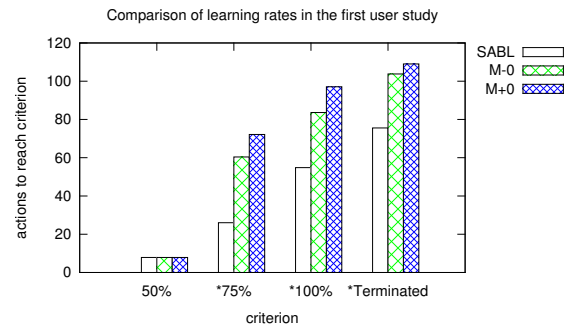 Comparison of learning rates in the first user study
SABL
M-0
M+0
actions to reach criterion
120
100
80
60
40
20
0
50% *75% *100% *Terminated
criterion